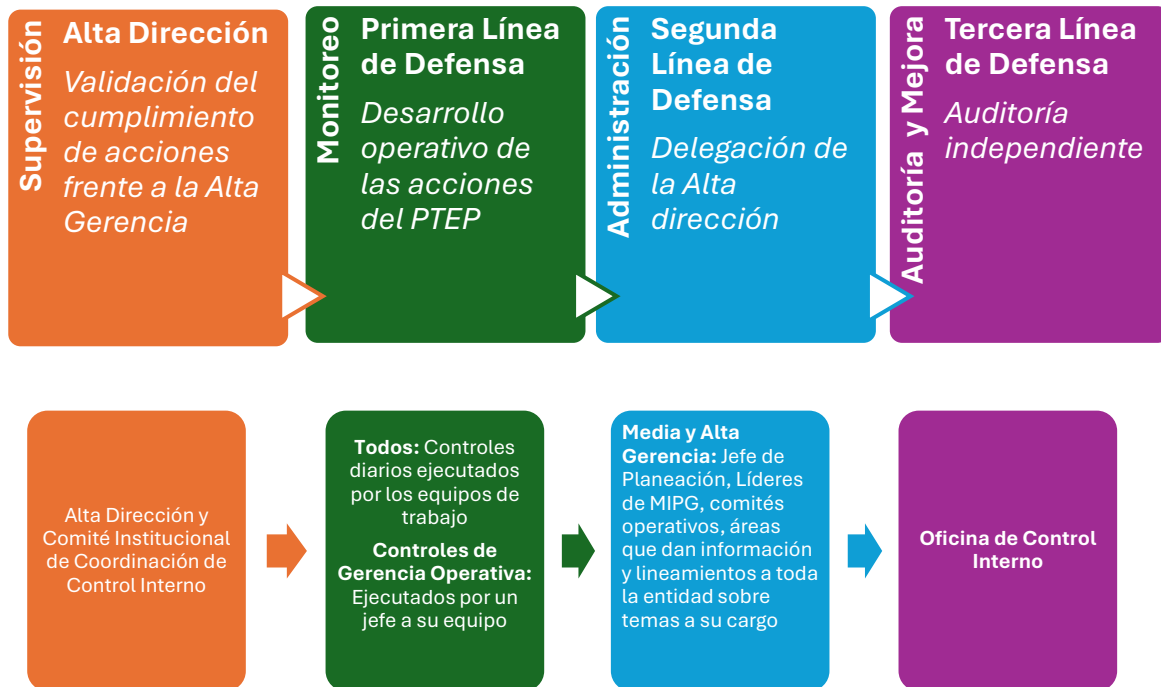 Supervisión
Alta Dirección
Validación del
cumplimiento
de acciones
frente a la Alta
Gerencia
Monitoreo
Primera Línea
de Defensa
Desarrollo
operativo de
las acciones
del PTEP
Administración
Segunda
Línea de
Defensa
Delegación de
la Alta
dirección
Auditoría y Mejora
Tercera Línea
de Defensa
Auditoría
independiente
Alta Dirección y
Comité Institucional
de Coordinación de
Control Interno
Todos: Controles
diarios ejecutados
por los equipos de
trabajo
Controles de
Gerencia Operativa:
Ejecutados por un
jefe a su equipo
Media y Alta
Gerencia: Jefe de
Planeación, Líderes
de MIPG, comités
operativos, áreas
que dan información
y lineamientos a toda
la entidad sobre
temas a su cargo
Oficina de Control
Interno